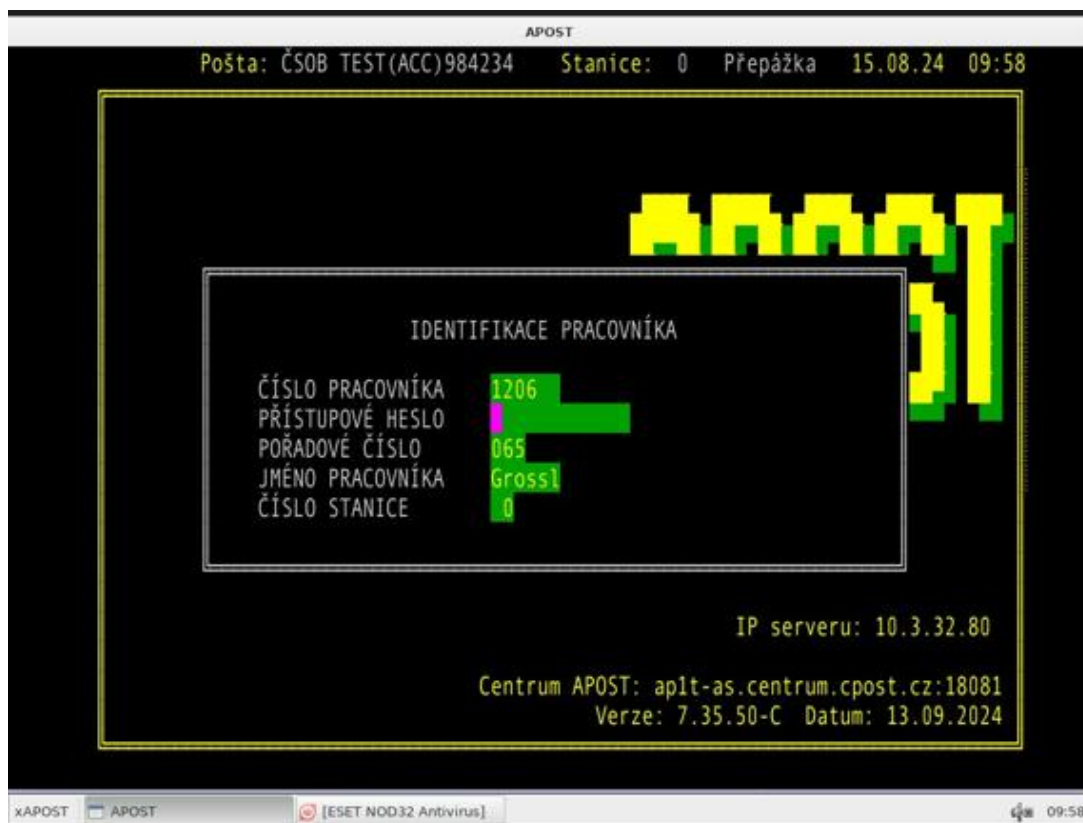 APOST
Pošta: ČSOB TEST(ACC)984234 Stanice: 0 Přepážka 15.08.24 09:58
APOST
IDENTIFIKACE PRACOVNÍKA
ČÍSLO PRACOVNÍKA 1206
PŘÍSTUPOVÉ HESLO
POŘADOVÉ ČÍSLO 065
JMÉNO PRACOVNÍKA Grossl
ČÍSLO STANICE 0
IP serveru: 10.3.32.80
Centrum APOST: ap1t-as.centrum.cpost.cz:18081
Verze: 7.35.50-C Datum: 13.09.2024
xAPOST APOST [ESET NOD32 Antivirus] 09:58